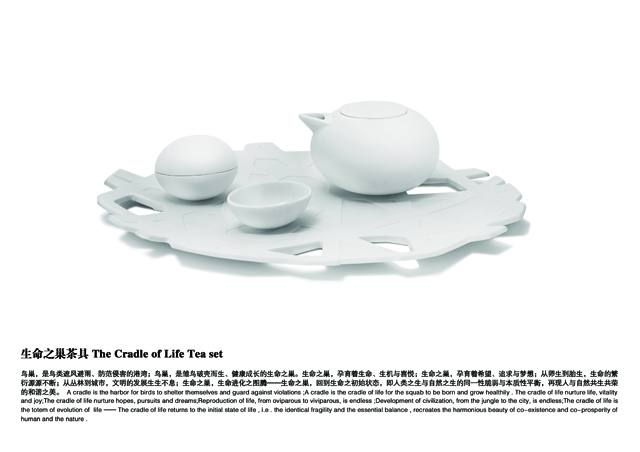 生命之巢茶具 The Cradle of Life Tea set
鸟巢，是鸟类遮风避雨、防范侵害的港湾；鸟巢，是雏鸟破壳而生、健康成长的生命之巢。生命之巢，孕育着生命、生机与喜悦；生命之巢，孕育着希望、追求与梦想；从卵生到胎生，生命的繁
衍源源不断；从丛林到城市，文明的发展生生不息；生命之巢，生命进化之图腾——生命之巢，回到生命之初始状态，即人类之生与自然之生的同一性脆弱与本质性平衡，再现人与自然共生共荣
的和谐之美。 A cradle is the harbor for birds to shelter themselves and guard against violations ;A cradle is the cradle of life for the squab to be born and grow healthily . The cradle of life nurture life, vitality
and joy;The cradle of life nurture hopes, pursuits and dreams;Reproduction of life, from oviparous to viviparous, is endless ;Development of civilization, from the jungle to the city, is endless;The cradle of life is
the totem of evolution of life —— The cradle of life returns to the initial state of life , i.e . the identical fragility and the essential balance , recreates the harmonious beauty of co-existence and co-prosperity of
human and the nature .